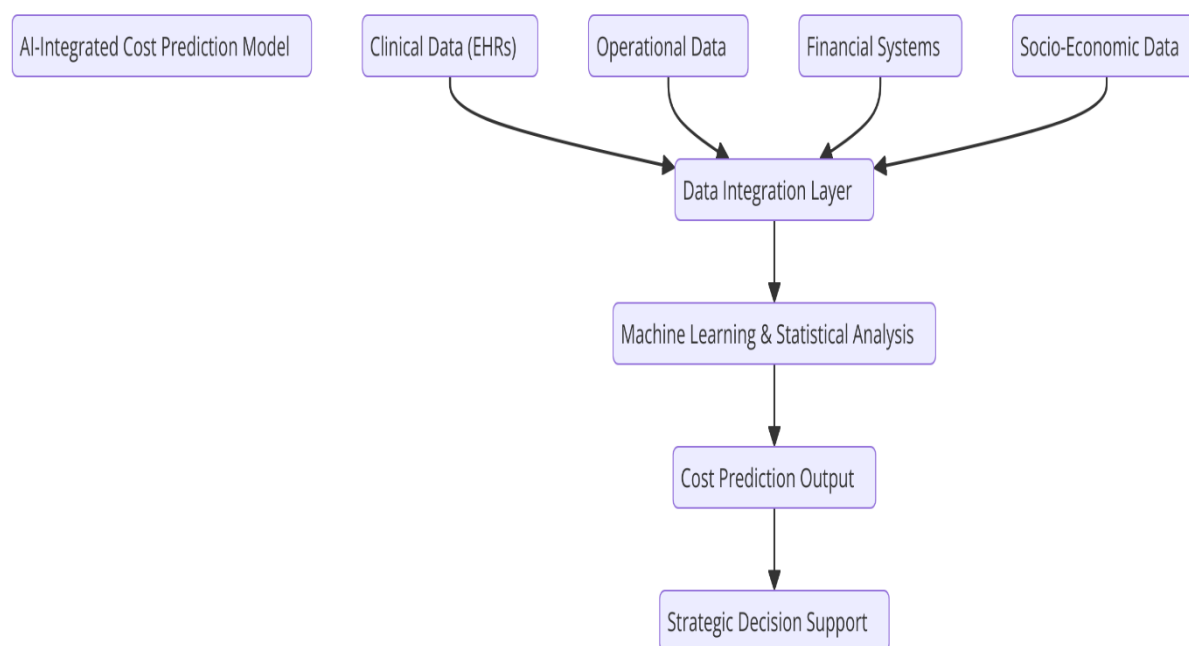 AI-Integrated Cost Prediction Model
Clinical Data (EHRs)
Operational Data
Financial Systems
Socio-Economic Data
Data Integration Layer
Machine Learning & Statistical Analysis
Cost Prediction Output
Strategic Decision Support